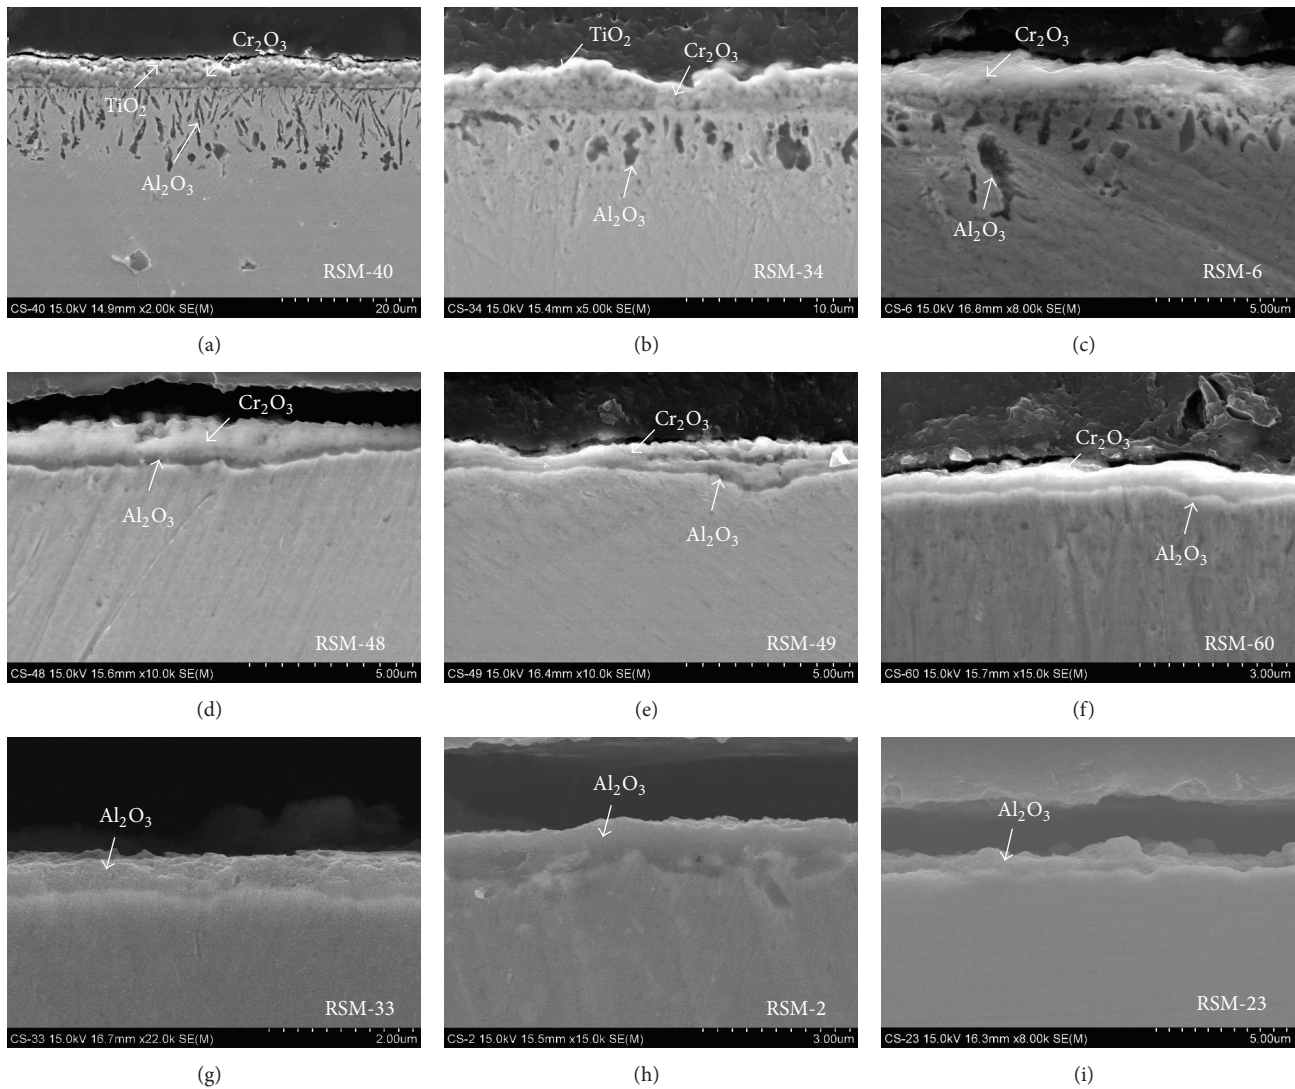 Cr₂O₃
TiO₂
Al₂O₃
RSM-40
CS-40 15.0kV 14.9mm x2.00k SE(M) 20.0um
(a)
TiO₂
Cr₂O₃
Al₂O₃
RSM-34
CS-34 15.0kV 15.4mm x5.00k SE(M) 10.0um
(b)
Cr₂O₃
Al₂O₃
RSM-6
CS-6 15.0kV 16.8mm x8.00k SE(M) 5.00um
(c)
Cr₂O₃
Al₂O₃
RSM-48
CS-48 15.0kV 15.6mm x10.0k SE(M) 5.00um
(d)
Cr₂O₃
Al₂O₃
RSM-49
CS-49 15.0kV 16.4mm x10.0k SE(M) 5.00um
(e)
Cr₂O₃
Al₂O₃
RSM-60
CS-60 15.0kV 15.7mm x15.0k SE(M) 3.00um
(f)
Al₂O₃
RSM-33
CS-33 15.0kV 16.7mm x22.0k SE(M) 2.00um
(g)
Al₂O₃
RSM-2
CS-2 15.0kV 15.5mm x15.0k SE(M) 3.00um
(h)
Al₂O₃
RSM-23
CS-23 15.0kV 16.3mm x8.00k SE(M) 5.00um
(i)